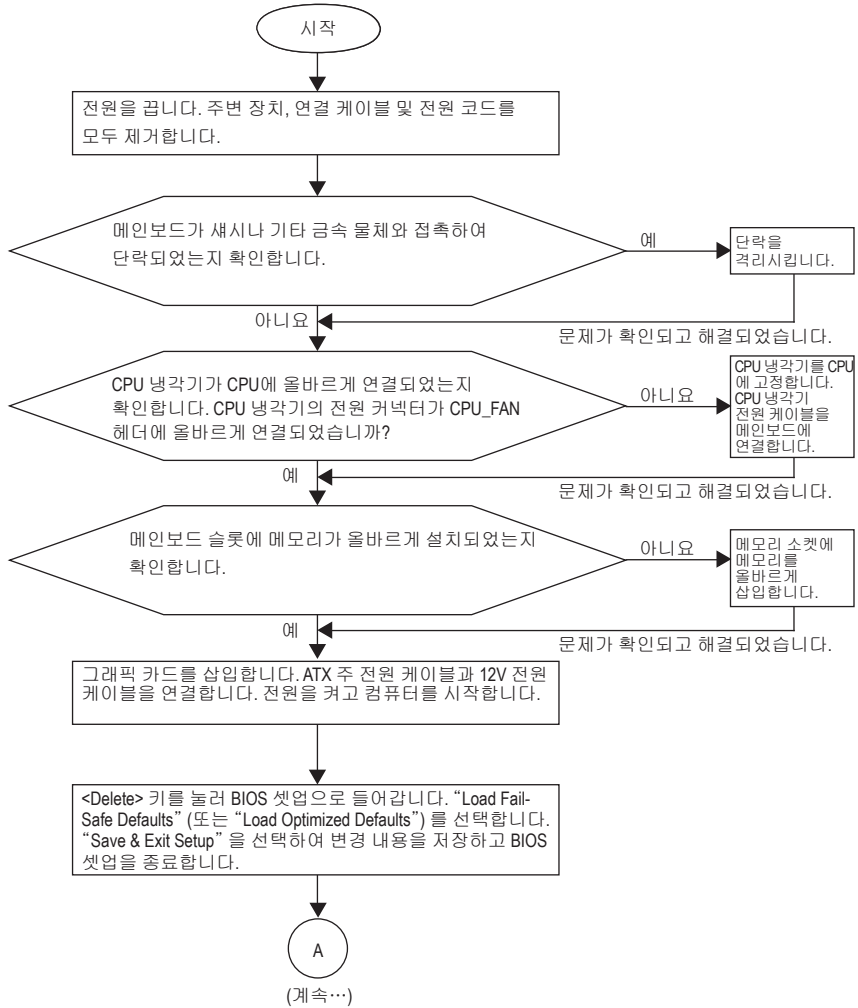 시작
전원을 끕니다. 주변 장치, 연결 케이블 및 전원 코드를
모두 제거합니다.
메인보드가 섀시나 기타 금속 물체와 접촉하여
단락되었는지 확인합니다.
예
단락을
격리시킵니다.
아니요
문제가 확인되고 해결되었습니다.
CPU 냉각기가 CPU에 올바르게 연결되었는지
확인합니다. CPU 냉각기의 전원 커넥터가 CPU_FAN
헤더에 올바르게 연결되었습니까?
아니요
CPU 냉각기를 CPU
에 고정합니다.
CPU 냉각기
전원 케이블을
메인보드에
연결합니다.
예
문제가 확인되고 해결되었습니다.
메인보드 슬롯에 메모리가 올바르게 설치되었는지
확인합니다.
아니요
메모리 소켓에
메모리를
올바르게
삽입합니다.
예
문제가 확인되고 해결되었습니다.
그래픽 카드를 삽입합니다. ATX 주 전원 케이블과 12V 전원
케이블을 연결합니다. 전원을 켜고 컴퓨터를 시작합니다.
<Delete> 키를 눌러 BIOS 셋업으로 들어갑니다. “Load Fail-
Safe Defaults” (또는 “Load Optimized Defaults”) 를 선택합니다.
“Save & Exit Setup” 을 선택하여 변경 내용을 저장하고 BIOS
셋업을 종료합니다.
A
(계속…)